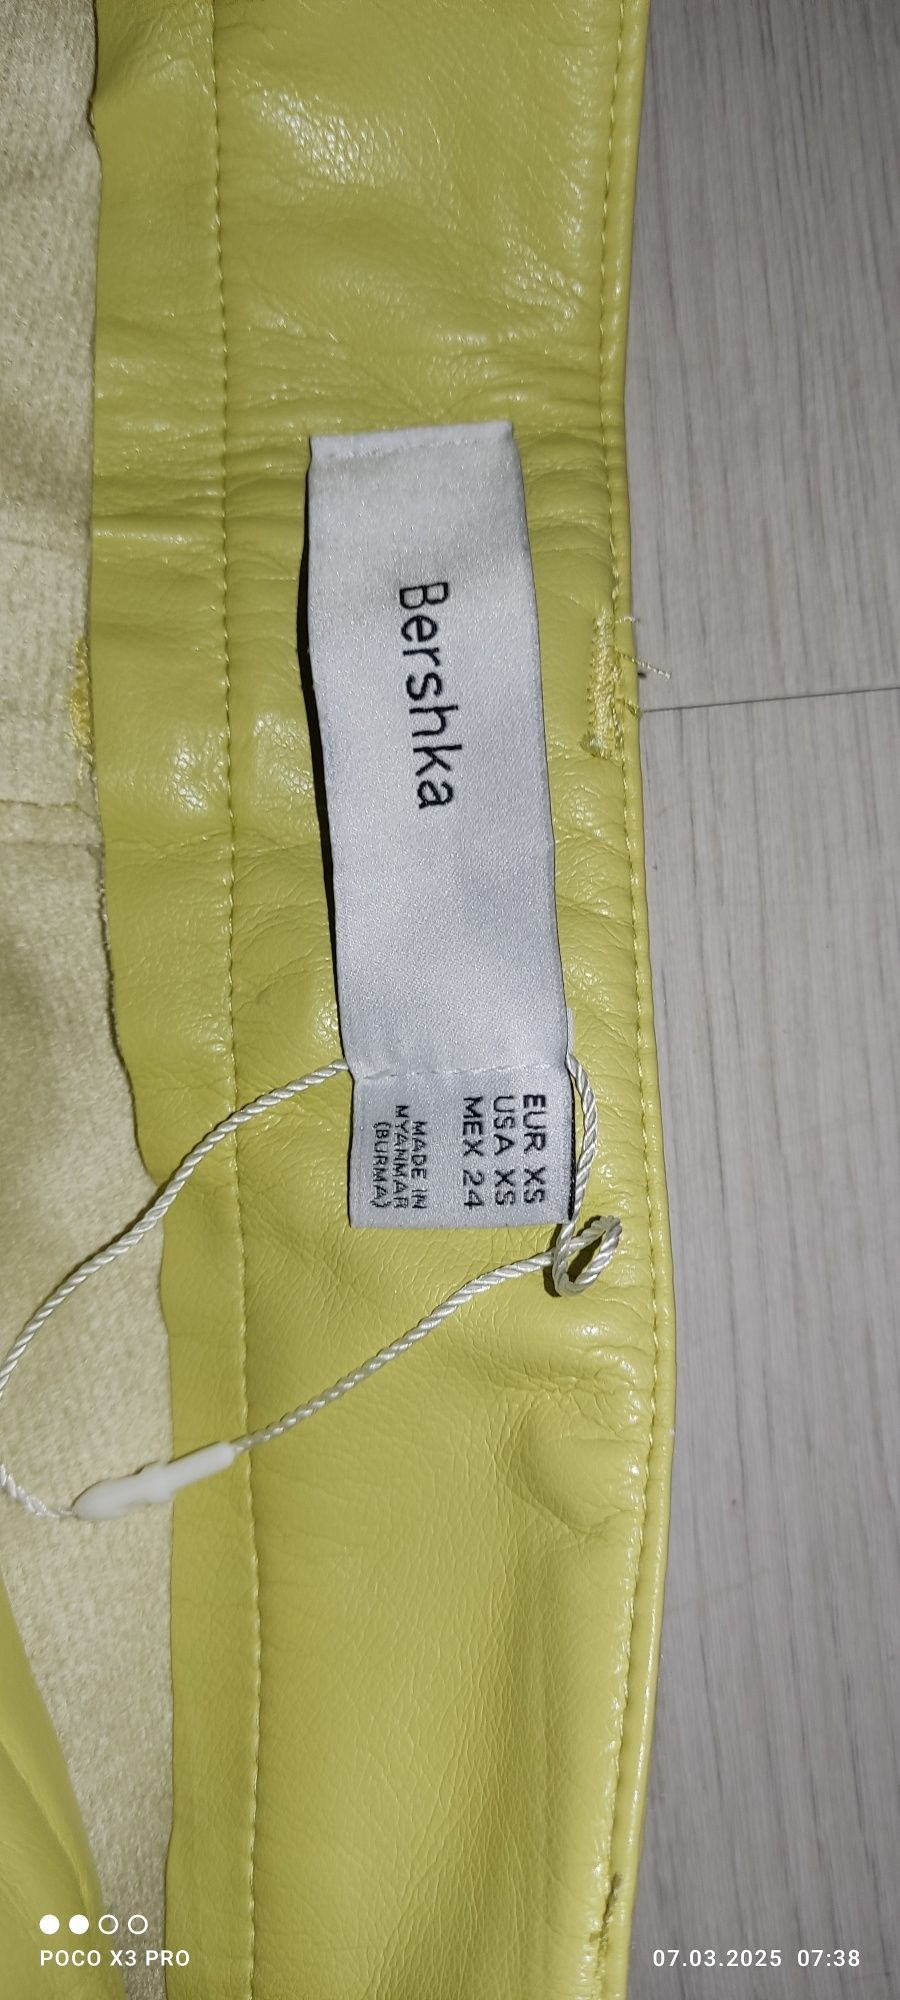 Bershka
EUR XS
USA XS
MEX 24
MADE IN
MYANMAR
(BURMA)
POCO X3 PRO
07.03.2025 07:38